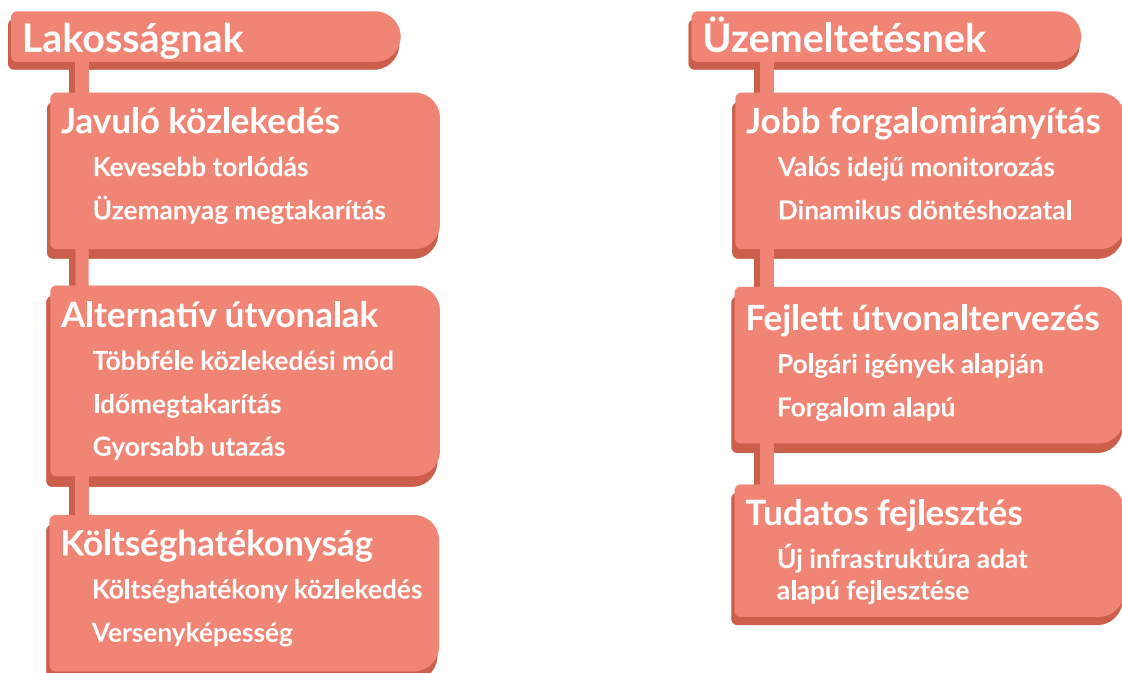 Lakosságnak
Javuló közlekedés
Kevesebb torlódás
Üzemanyag megtakarítás
Alternatív útvonalak
Többféle közlekedési mód
Időmegtakarítás
Gyorsabb utazás
Költséghatékonyság
Költséghatékony közlekedés
Versenyképesség
Üzemeltetésnek
Jobb forgalomirányítás
Valós idejű monitorozás
Dinamikus döntéshozatal
Fejlett útvonaltervezés
Polgári igények alapján
Forgalom alapú
Tudatos fejlesztés
Új infrastruktúra adat
alapú fejlesztése